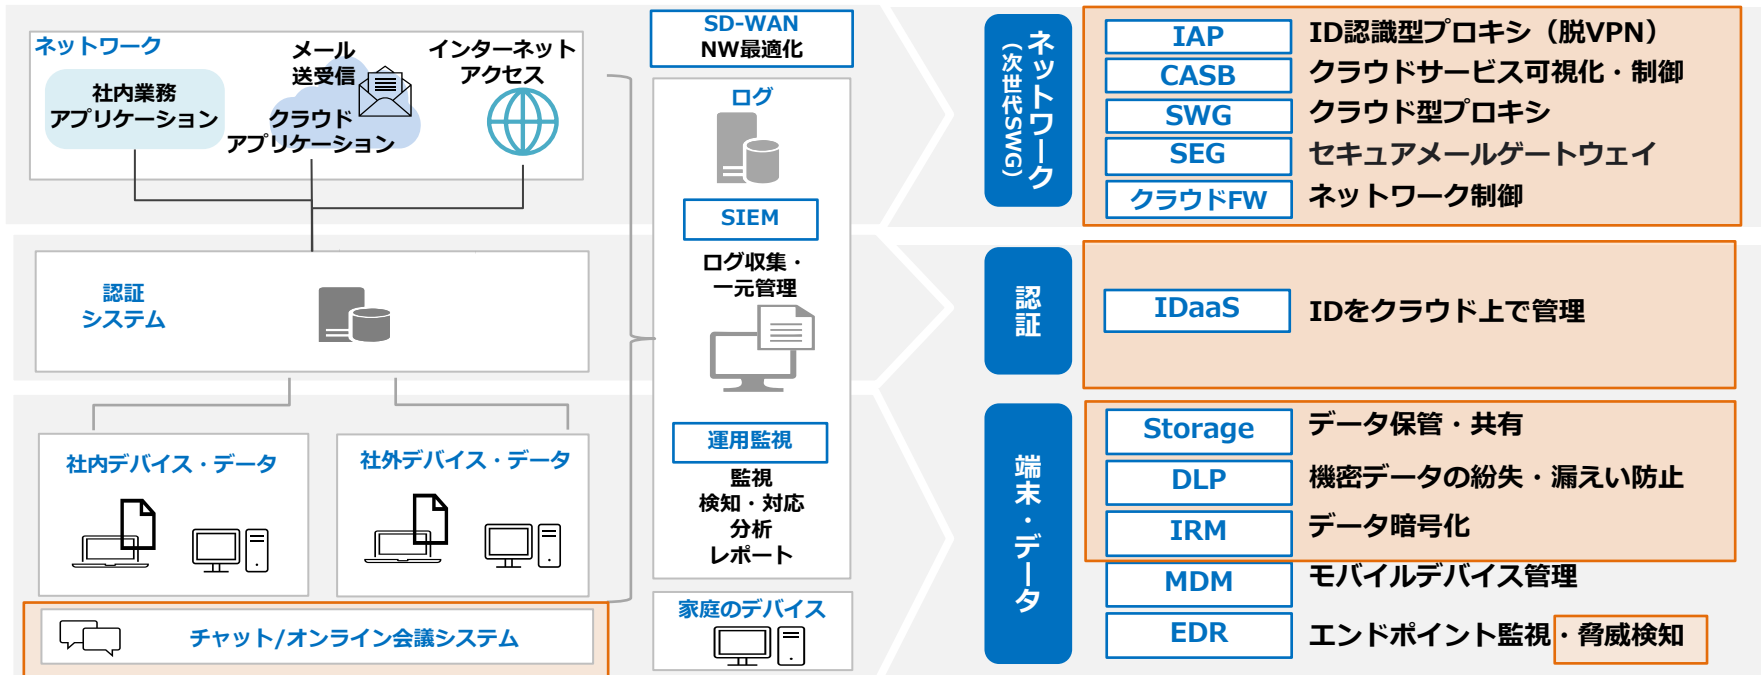 ネットワーク
社内業務
アプリケーション
メール
送受信
クラウド
アプリケーション
インターネット
アクセス
認証
システム
社内デバイス・データ
社外デバイス・データ
チャット/オンライン会議システム
SD-WAN
NW最適化
ログ
SIEM
ログ収集・
一元管理
運用監視
監視
検知・対応
分析
レポート
家庭のデバイス
ネットワーク
(次世代SWG)
IAP
ID認識型プロキシ（脱VPN）
CASB
クラウドサービス可視化・制御
SWG
クラウド型プロキシ
SEG
セキュアメールゲートウェイ
クラウドFW
ネットワーク制御
認証
IDaaS
IDをクラウド上で管理
端末・データ
Storage
データ保管・共有
DLP
機密データの紛失・漏えい防止
IRM
データ暗号化
MDM
モバイルデバイス管理
EDR
エンドポイント監視・脅威検知